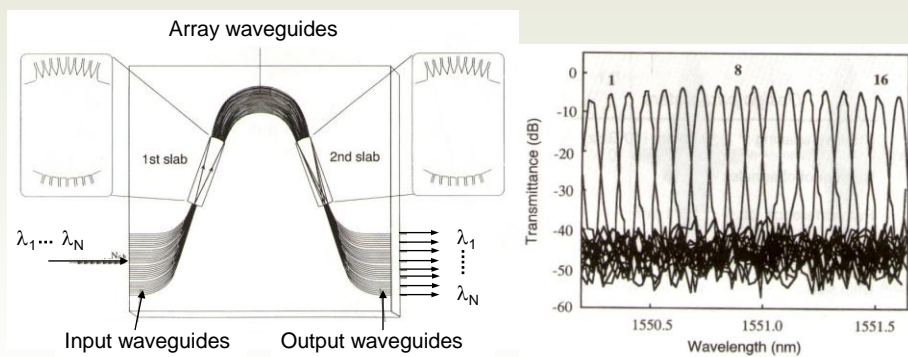 Array waveguides
1st slab
2nd slab
λ1... λN
λ1
λN
Input waveguides
Output waveguides
1
8
16
0
-10
-20
-30
-40
-50
-60
Transmittance (dB)
1550.5
1551.0
1551.5
Wavelength (nm)